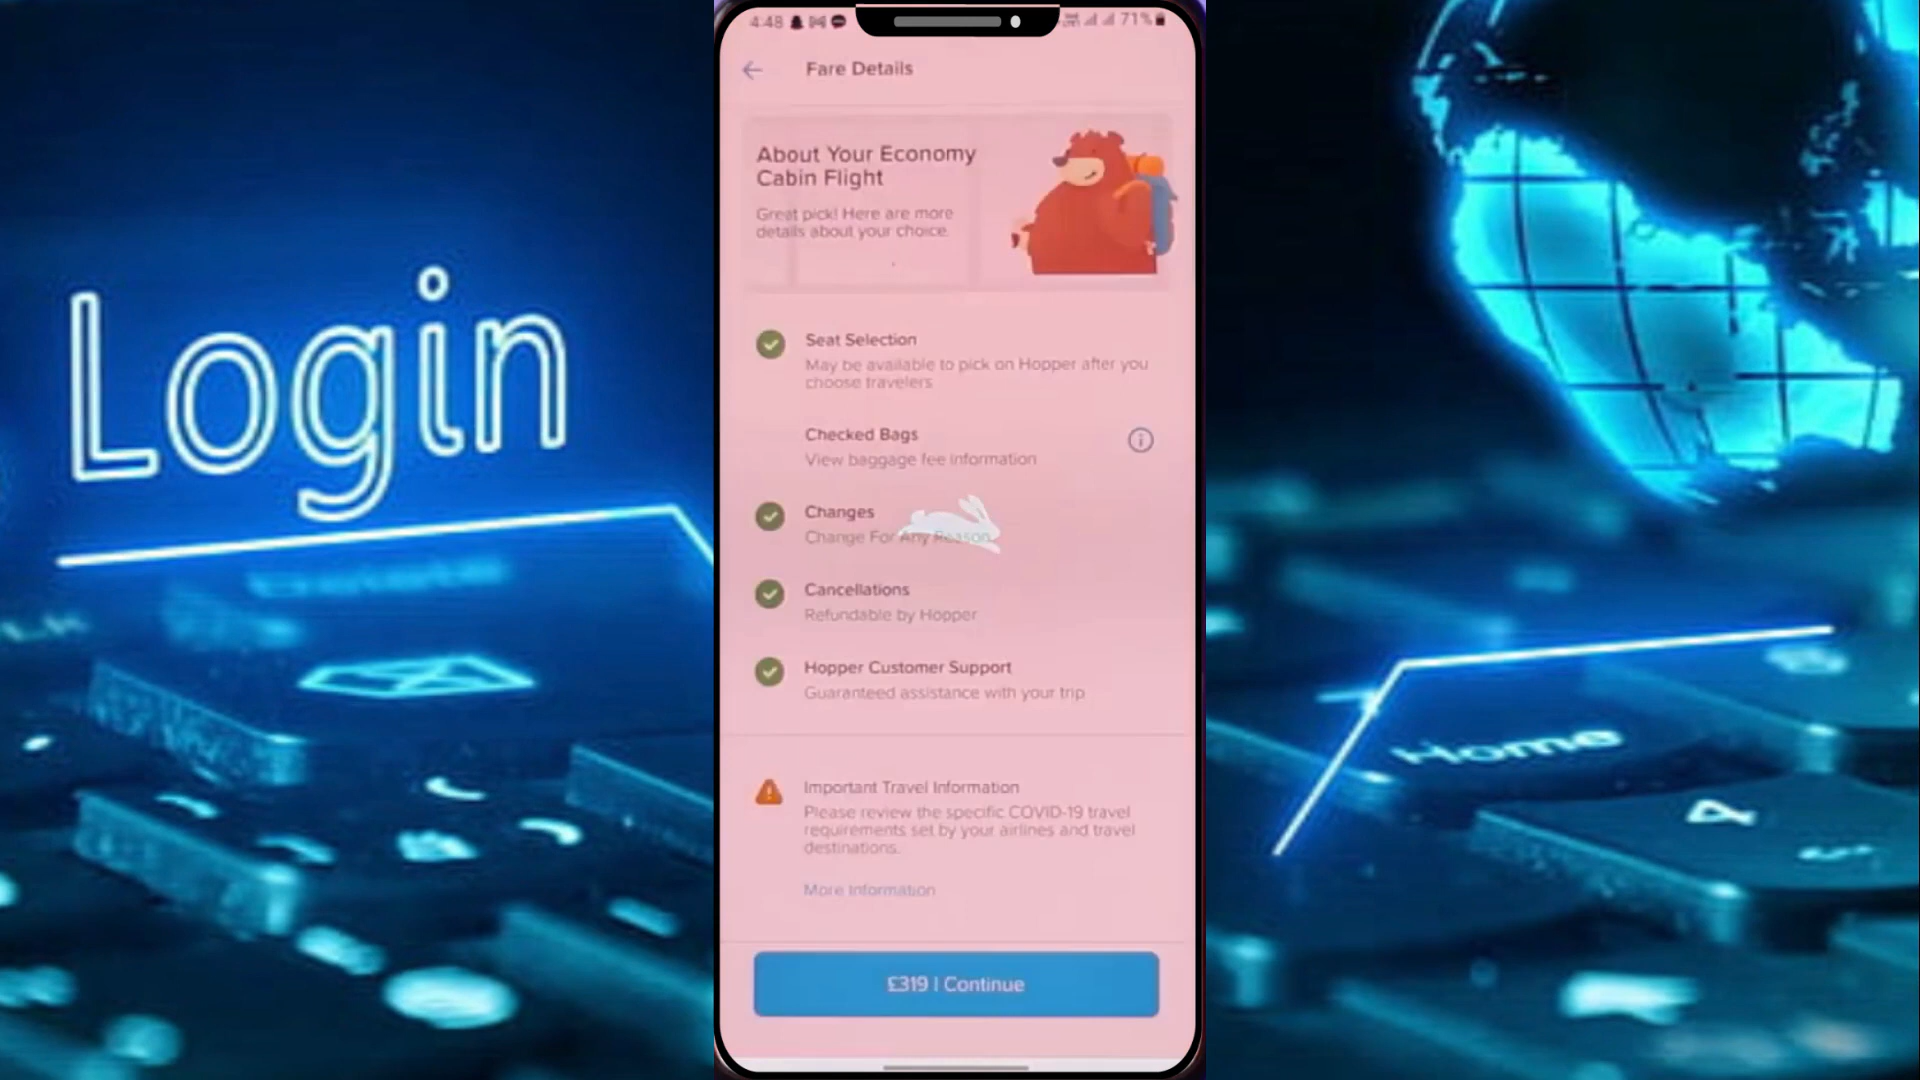 Login
4:48
71%
Fare Details
About Your Economy
Cabin Flight
Great pick! Here are more
details about your choice.
Seat Selection
May be available to pick on Hopper after you
choose travelers
Checked Bags
View baggage fee information
Changes
Change For Any Reason
Cancellations
Refundable by Hopper
Hopper Customer Support
Guaranteed assistance with your trip
Important Travel Information
Please review the specific COVID-19 travel
requirements set by your airlines and travel
destinations.
More Information
£319 | Continue
Home